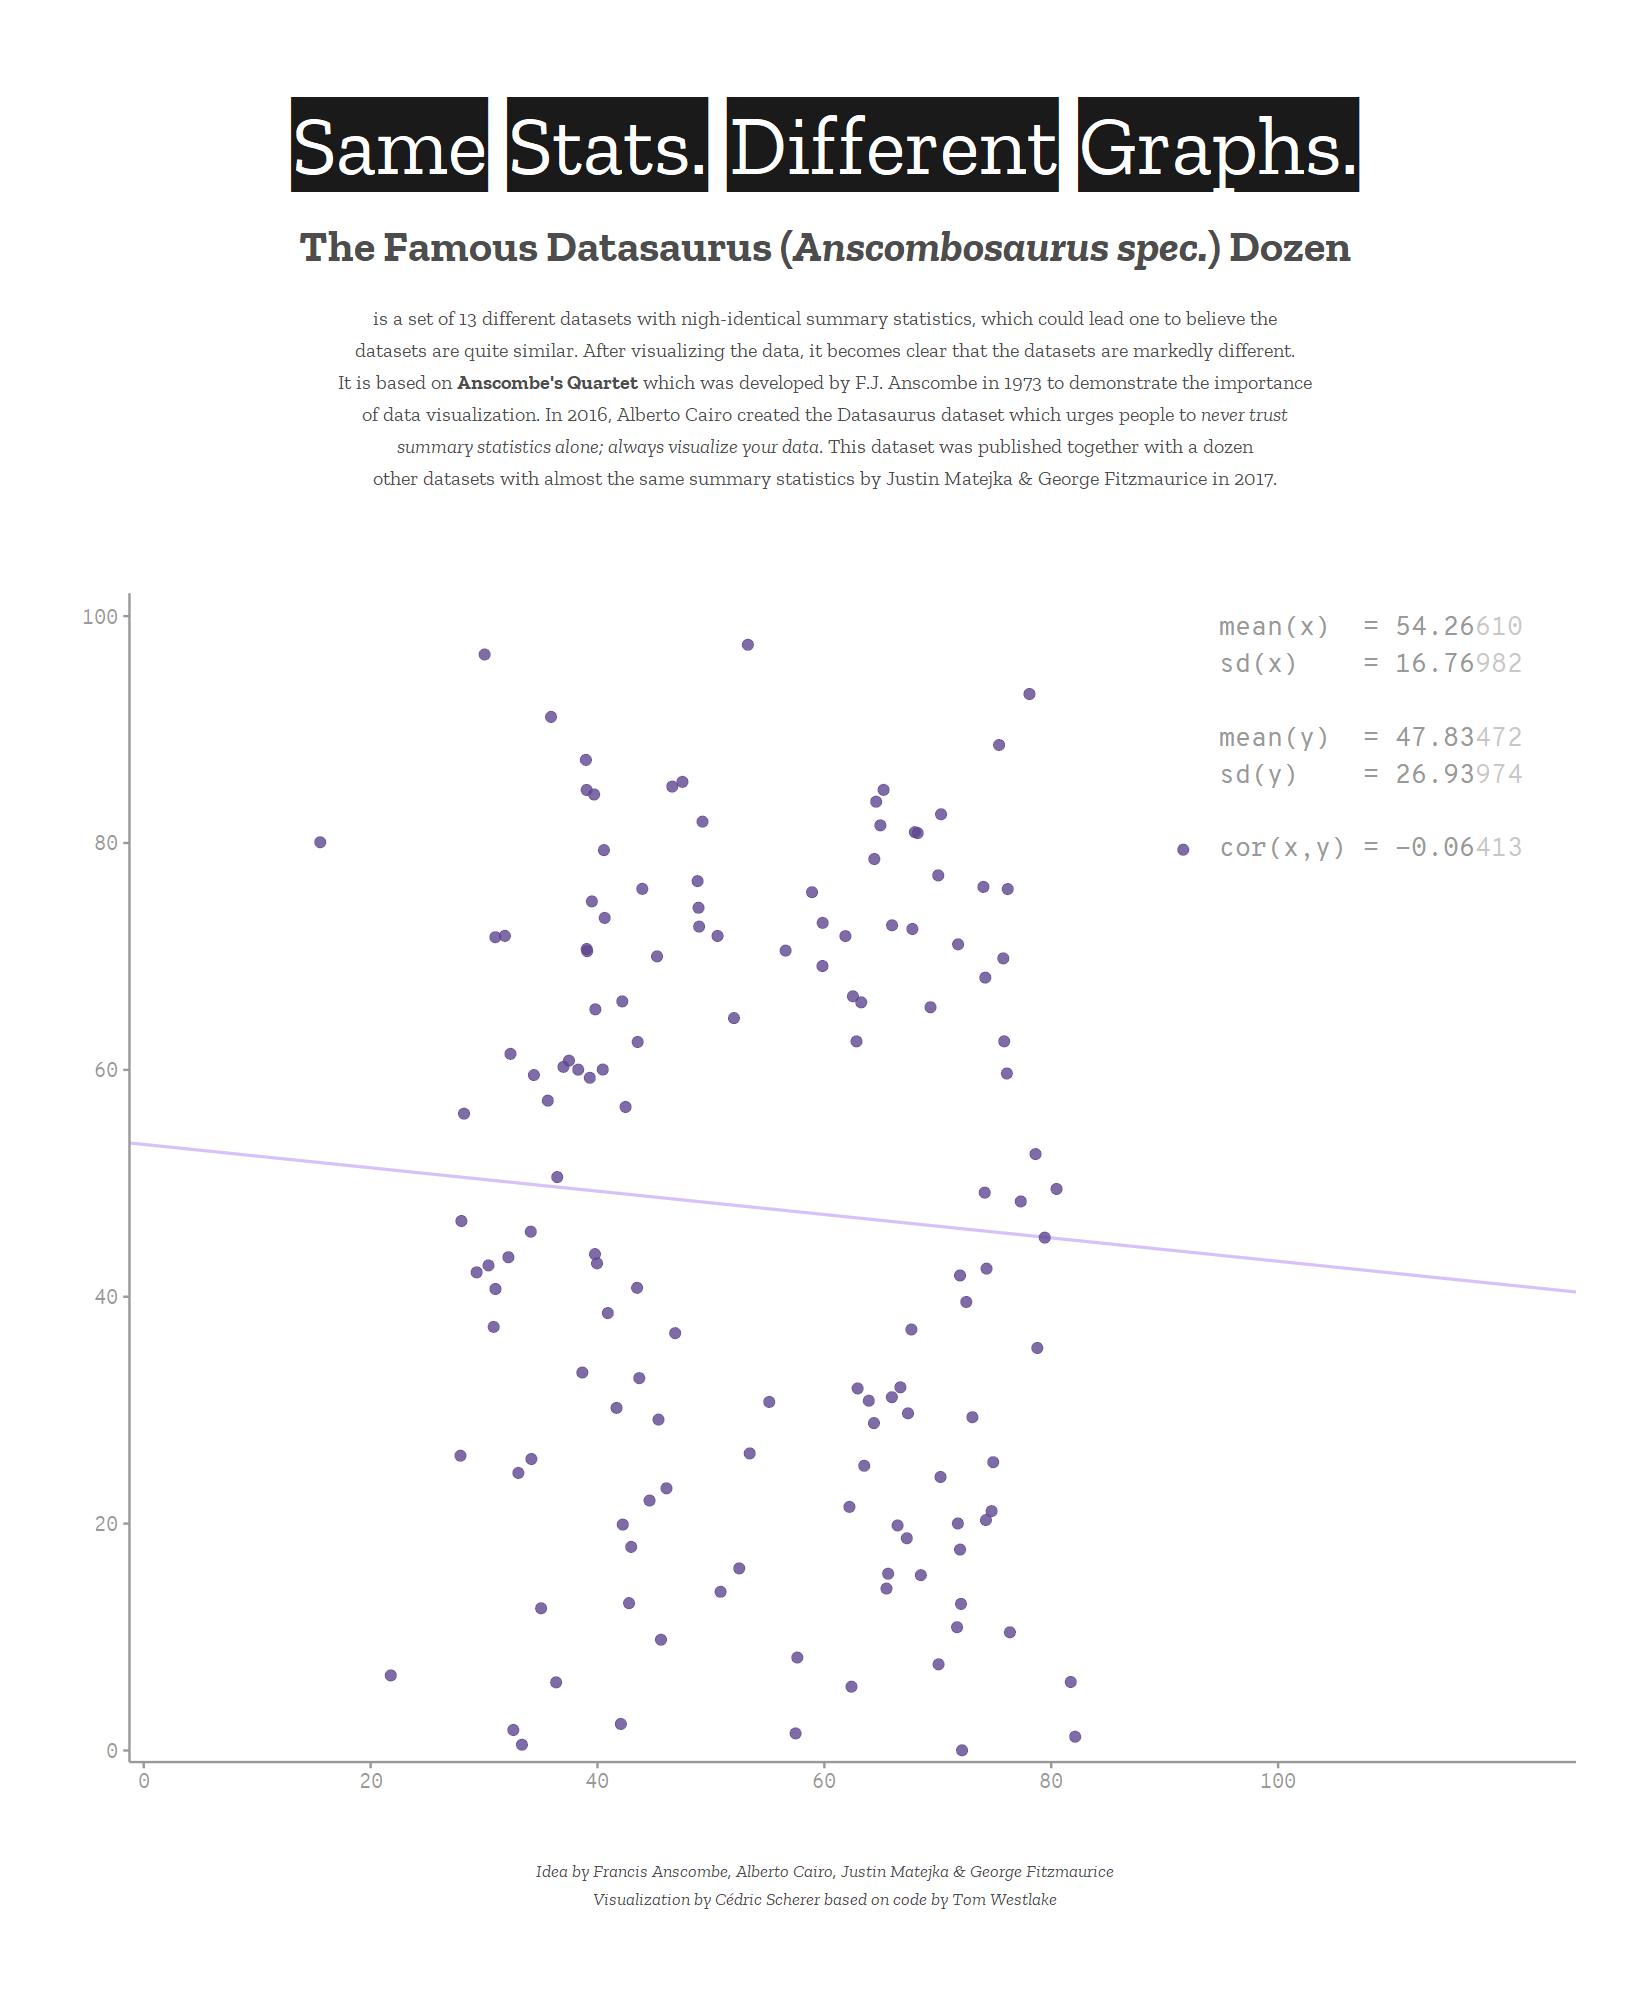 Same Stats. Different Graphs.
The Famous Datasaurus (Anscombosaurus spec.) Dozen
is a set of 13 different datasets with nigh-identical summary statistics, which could lead one to believe the
datasets are quite similar. After visualizing the data, it becomes clear that the datasets are markedly different.
It is based on Anscombe's Quartet which was developed by F.J. Anscombe in 1973 to demonstrate the importance
of data visualization. In 2016, Alberto Cairo created the Datasaurus dataset which urges people to never trust
summary statistics alone; always visualize your data. This dataset was published together with a dozen
other datasets with almost the same summary statistics by Justin Matejka & George Fitzmaurice in 2017.
mean(x) = 54.26610
sd(x) = 16.76982
mean(y) = 47.83472
sd(y) = 26.93974
cor(x,y) = −0.06413
100
80
60
40
20
0
0 20 40 60 80 100
Idea by Francis Anscombe, Alberto Cairo, Justin Matejka & George Fitzmaurice
Visualization by Cédric Scherer based on code by Tom Westlake